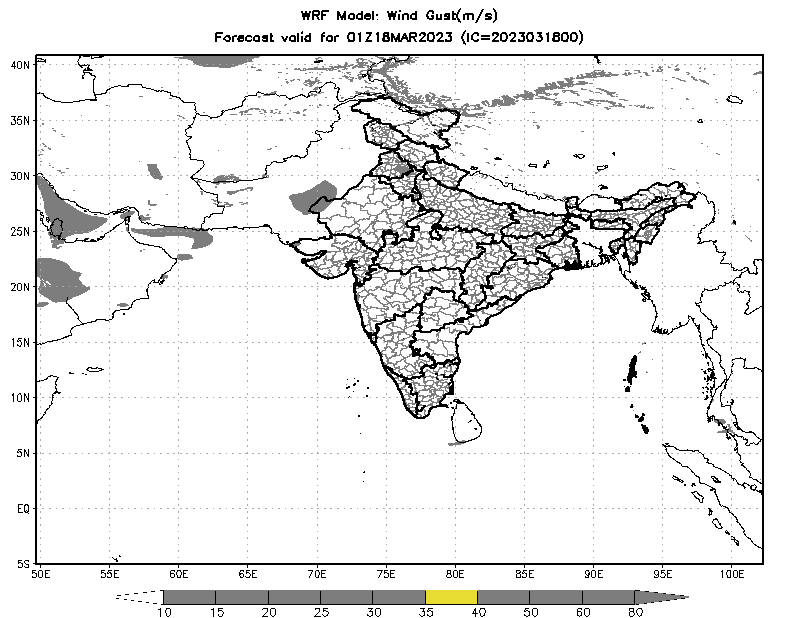 WRF Model: Wind Gust(m/s)
Forecast valid for 01Z18MAR2023 (IC=2023031800)
40N
35N
30N
25N
20N
15N
10N
5N
EQ
5S
50E 55E 60E 65E 70E 75E 80E 85E 90E 95E 100E
10 15 20 25 30 35 40 50 60 80